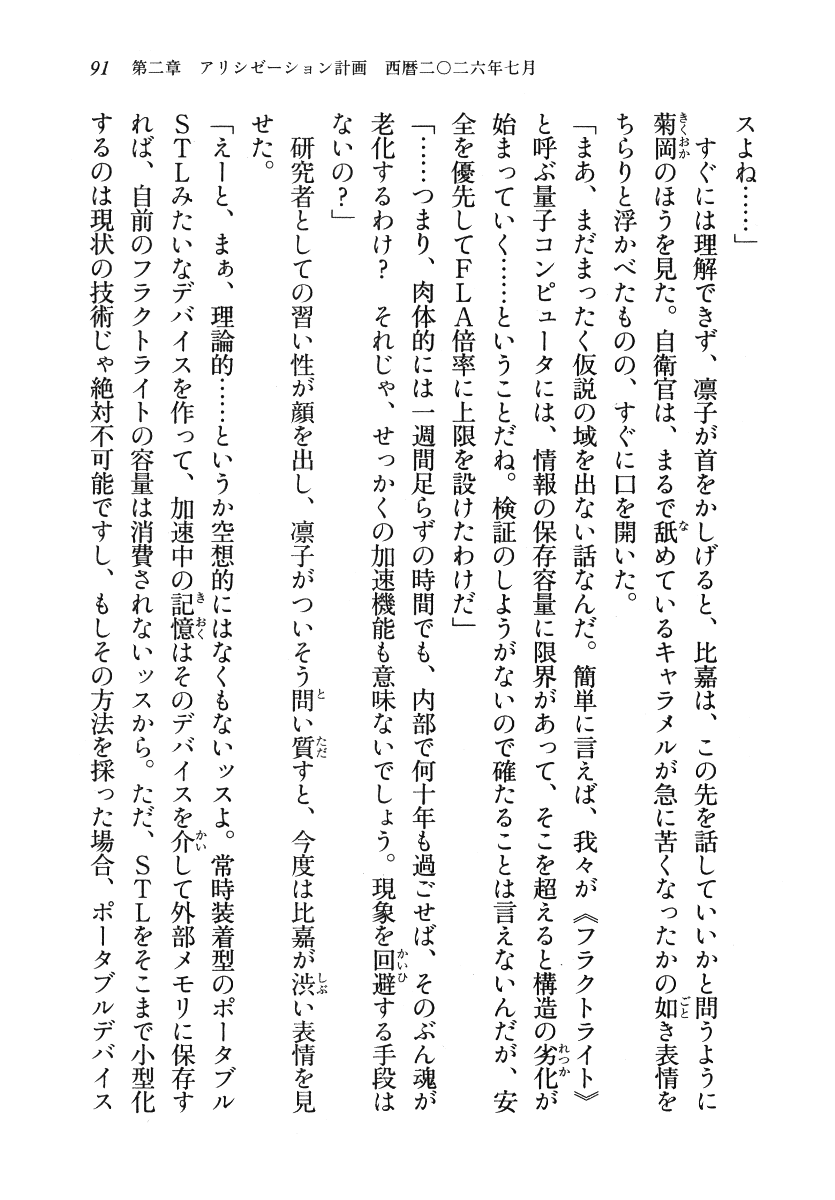 91　第二章　アリシゼーション計画　西暦二〇二六年七月
スよね……」
　すぐには理解できず、凛子が首をかしげると、比嘉は、この先を話していいかと問うように
菊岡のほうを見た。自衛官は、まるで舐めているキャラメルが急に苦くなったかの如き表情を
ちらりと浮かべたものの、すぐに口を開いた。
「まあ、まだまったく仮説の域を出ない話なんだ。簡単に言えば、我々が《フラクトライト》
と呼ぶ量子コンピュータには、情報の保存容量に限界があって、そこを超えると構造の劣化が
始まっていく……ということだね。検証のしようがないので確たることは言えないんだが、安
全を優先してＦＬＡ倍率に上限を設けたわけだ」
「……つまり、肉体的には一週間足らずの時間でも、内部で何十年も過ごせば、そのぶん魂が
老化するわけ？　それじゃ、せっかくの加速機能も意味ないでしょう。現象を回避する手段は
ないの？」
　研究者としての習い性が顔を出し、凛子がついそう問い質すと、今度は比嘉が渋い表情を見
せた。
「えーと、まぁ、理論的……というか空想的にはなくもないッスよ。常時装着型のポータブル
ＳＴＬみたいなデバイスを作って、加速中の記憶はそのデバイスを介して外部メモリに保存す
れば、自前のフラクトライトの容量は消費されないッスから。ただ、ＳＴＬをそこまで小型化
するのは現状の技術じゃ絶対不可能ですし、もしその方法を採った場合、ポータブルデバイス